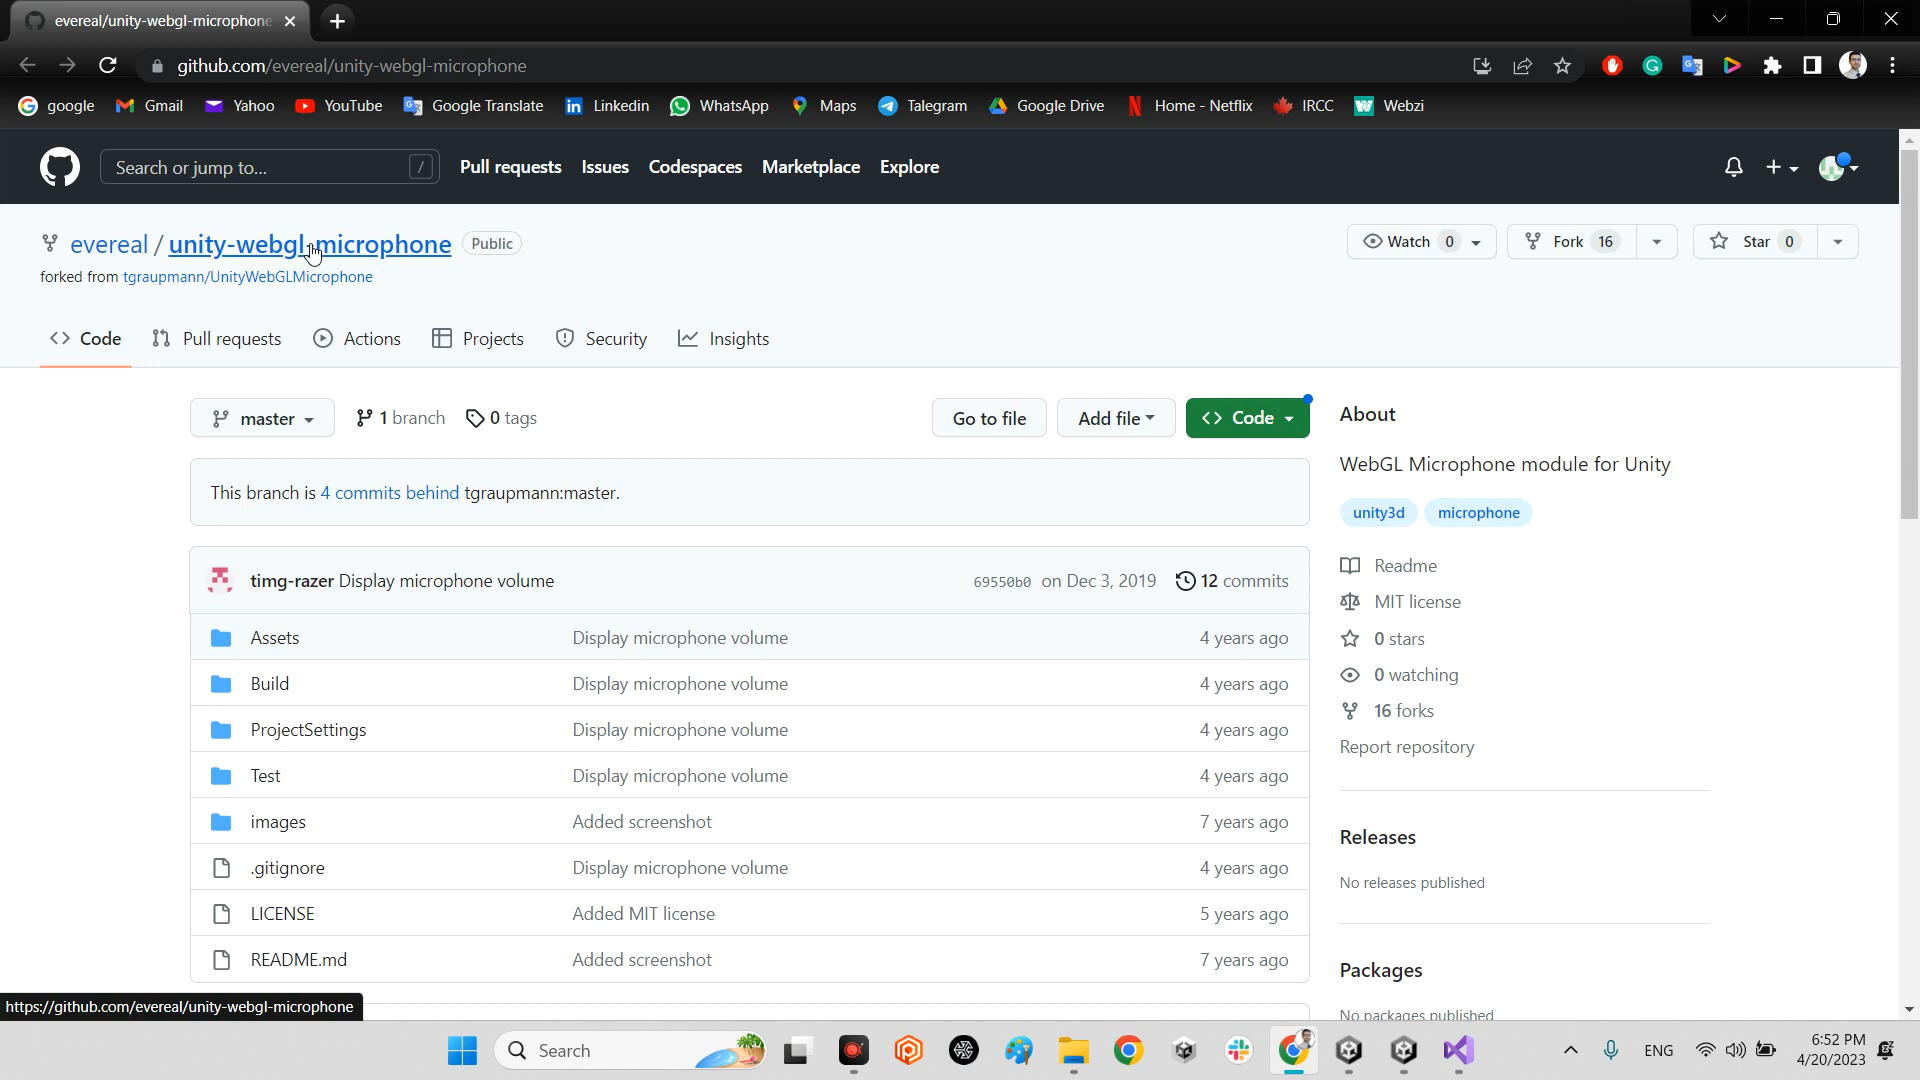 evereal/unity-webgl-microphone
github.com/evereal/unity-webgl-microphone
google Gmail Yahoo YouTube Google Translate Linkedin WhatsApp Maps Telegram Google Drive Home - Netflix IRCC Webzi
Search or jump to... / Pull requests Issues Codespaces Marketplace Explore
evereal / unity-webgl-microphone Public Watch 0 Fork 16 Star 0
forked from tgraupmann/UnityWebGLMicrophone
Code Pull requests Actions Projects Security Insights
master 1 branch 0 tags Go to file Add file Code
This branch is 4 commits behind tgraupmann:master.
timg-razer Display microphone volume 69550b0 on Dec 3, 2019 12 commits
Assets Display microphone volume 4 years ago
Build Display microphone volume 4 years ago
ProjectSettings Display microphone volume 4 years ago
Test Display microphone volume 4 years ago
images Added screenshot 7 years ago
.gitignore Display microphone volume 4 years ago
LICENSE Added MIT license 5 years ago
README.md Added screenshot 7 years ago
About
WebGL Microphone module for Unity
unity3d microphone
Readme
MIT license
0 stars
0 watching
16 forks
Report repository
Releases
No releases published
Packages
No packages published
https://github.com/evereal/unity-webgl-microphone
Search
ENG
6:52 PM
4/20/2023